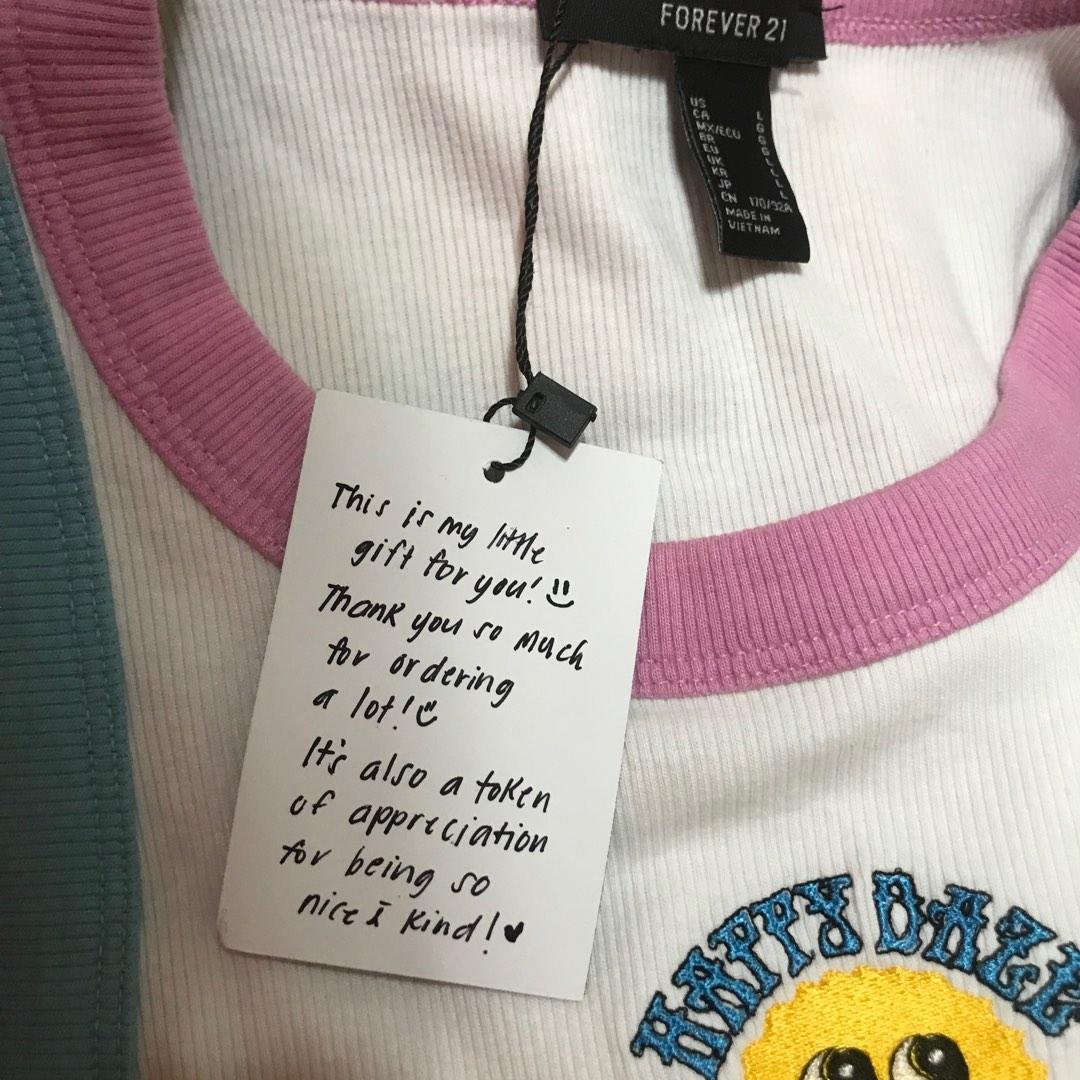 FOREVER 21
US L
CA G
MX/ECU G
BR G
EU L
UK L
KR L
JP L
CN 170/92A
MADE IN
VIETNAM
This is my little
gift for you! :)
Thank you so much
for ordering
a lot! :)
It's also a token
of appreciation
for being so
nice & kind! ♥
HAPPY DAZE